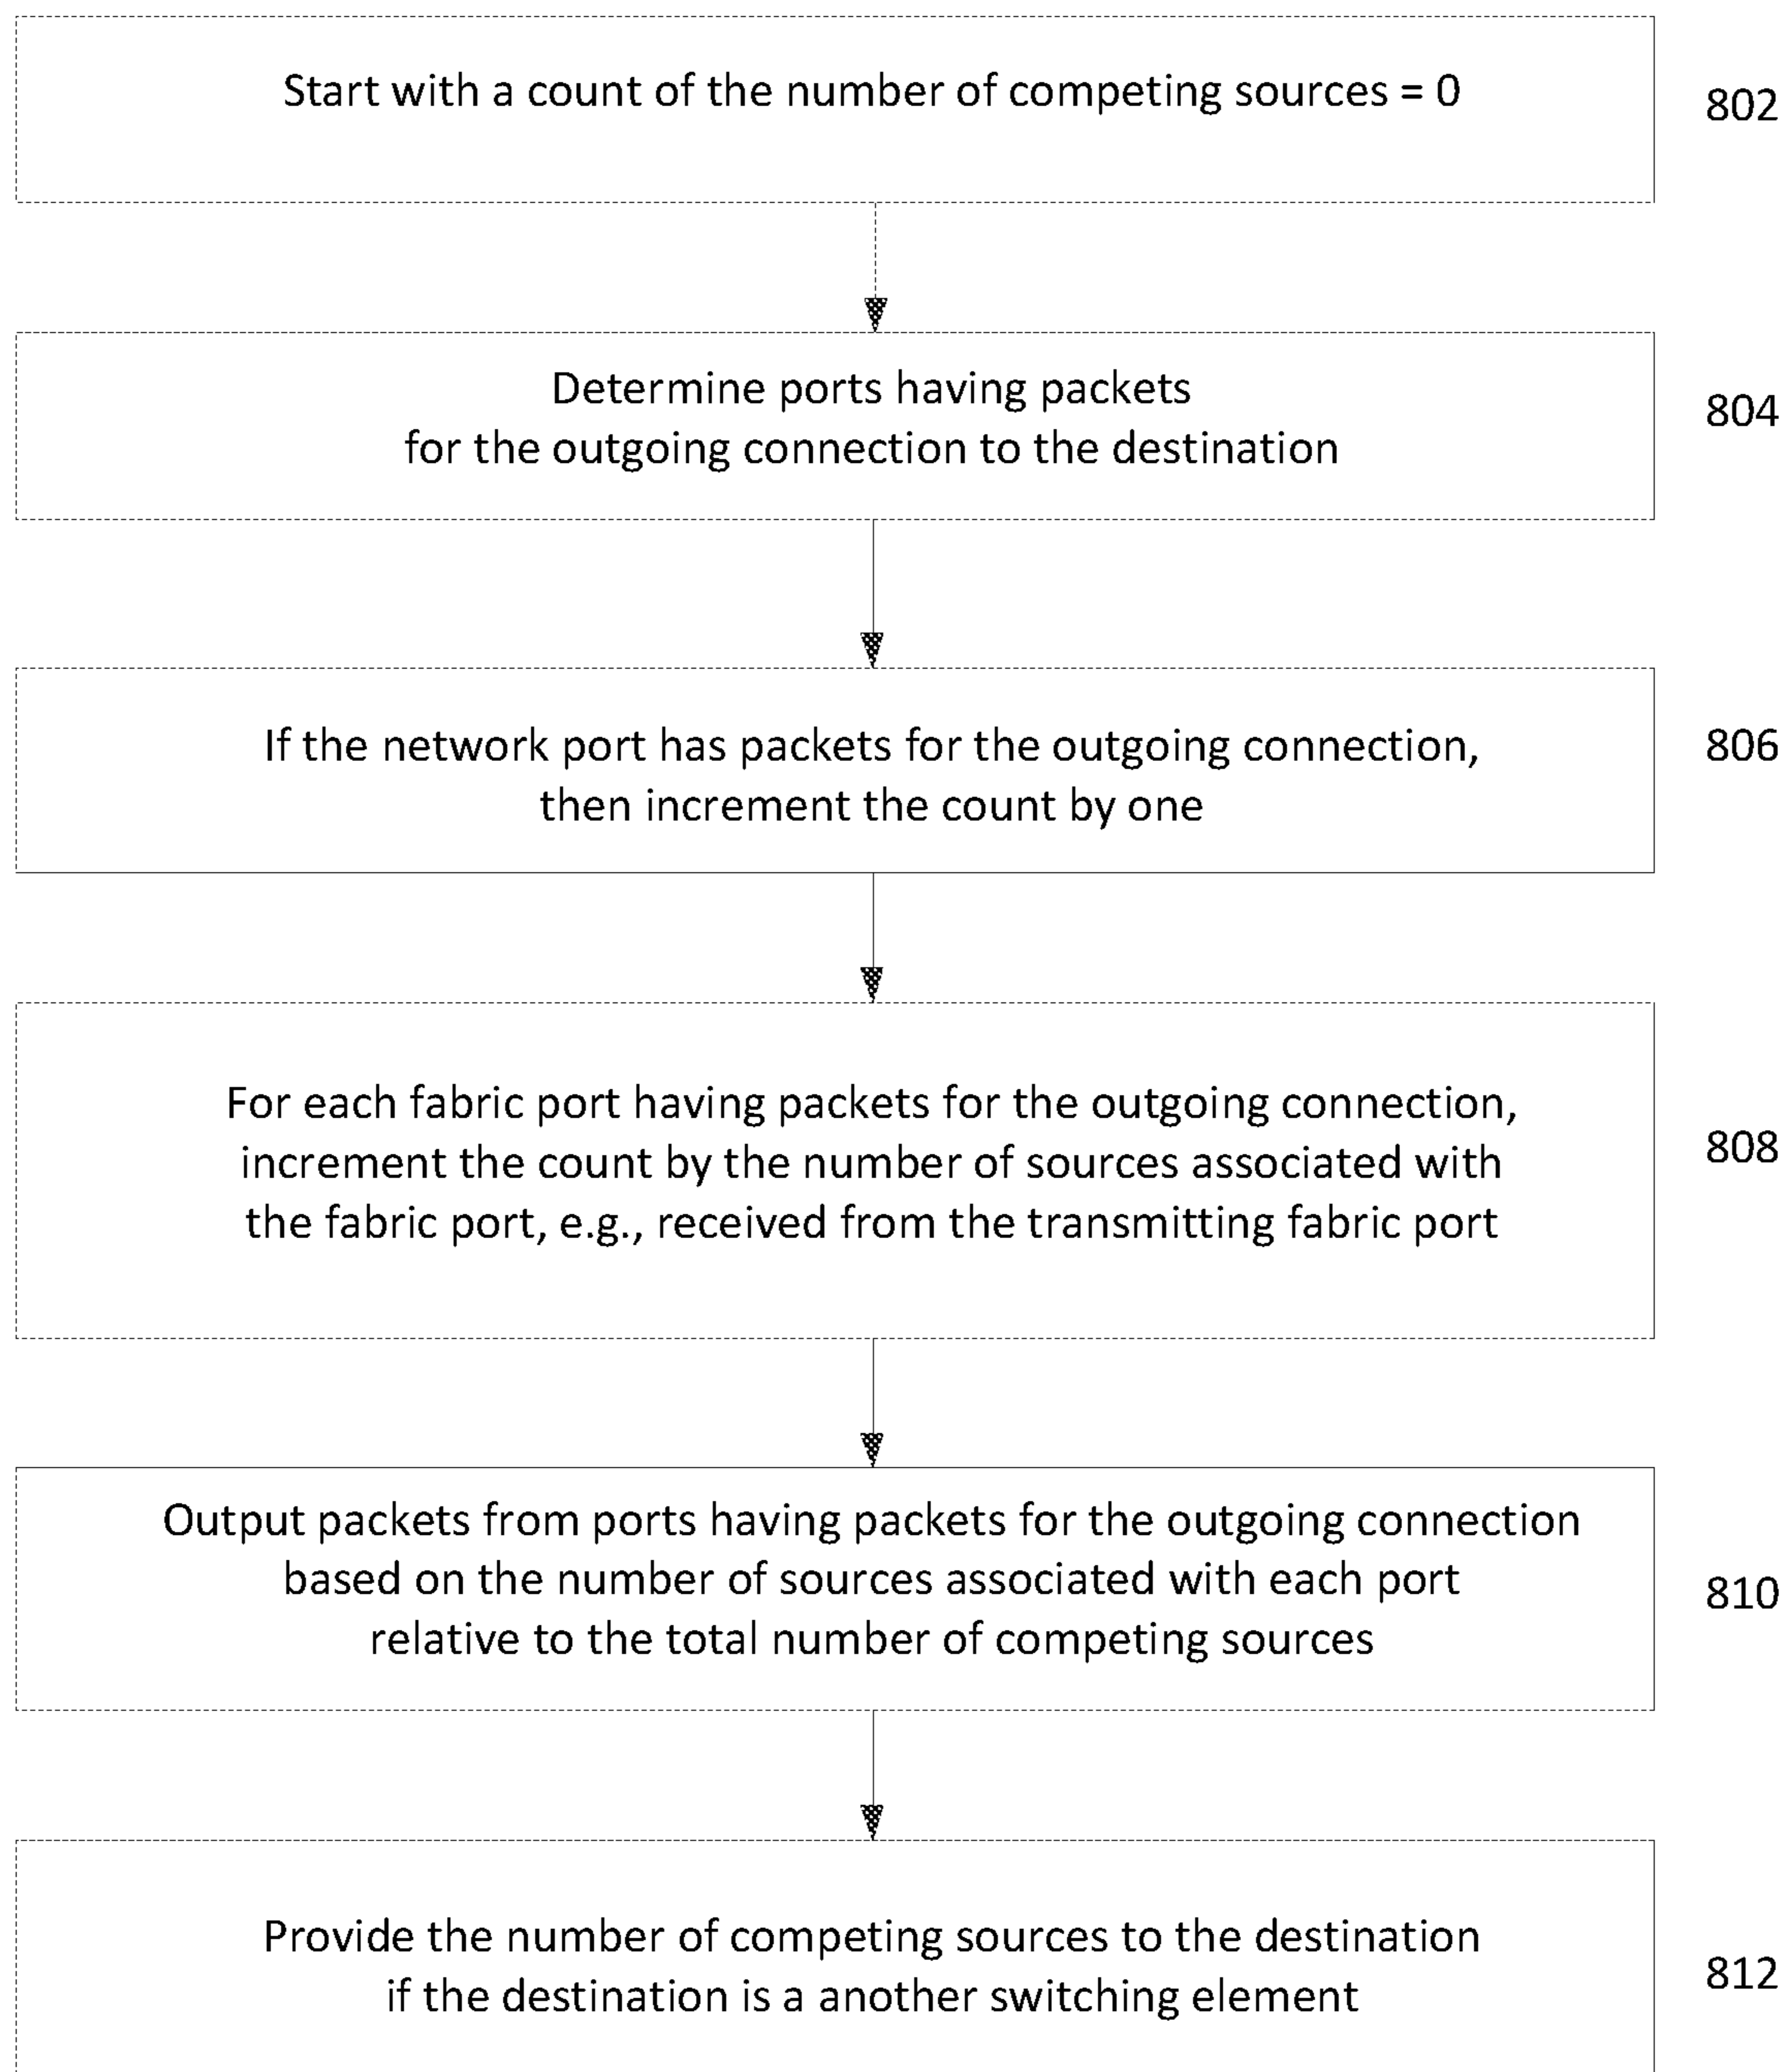 Start with a count of the number of competing sources = 0
802
Determine ports having packets
for the outgoing connection to the destination
804
If the network port has packets for the outgoing connection,
then increment the count by one
806
For each fabric port having packets for the outgoing connection,
increment the count by the number of sources associated with
the fabric port, e.g., received from the transmitting fabric port
808
Output packets from ports having packets for the outgoing connection
based on the number of sources associated with each port
relative to the total number of competing sources
810
Provide the number of competing sources to the destination
if the destination is a another switching element
812